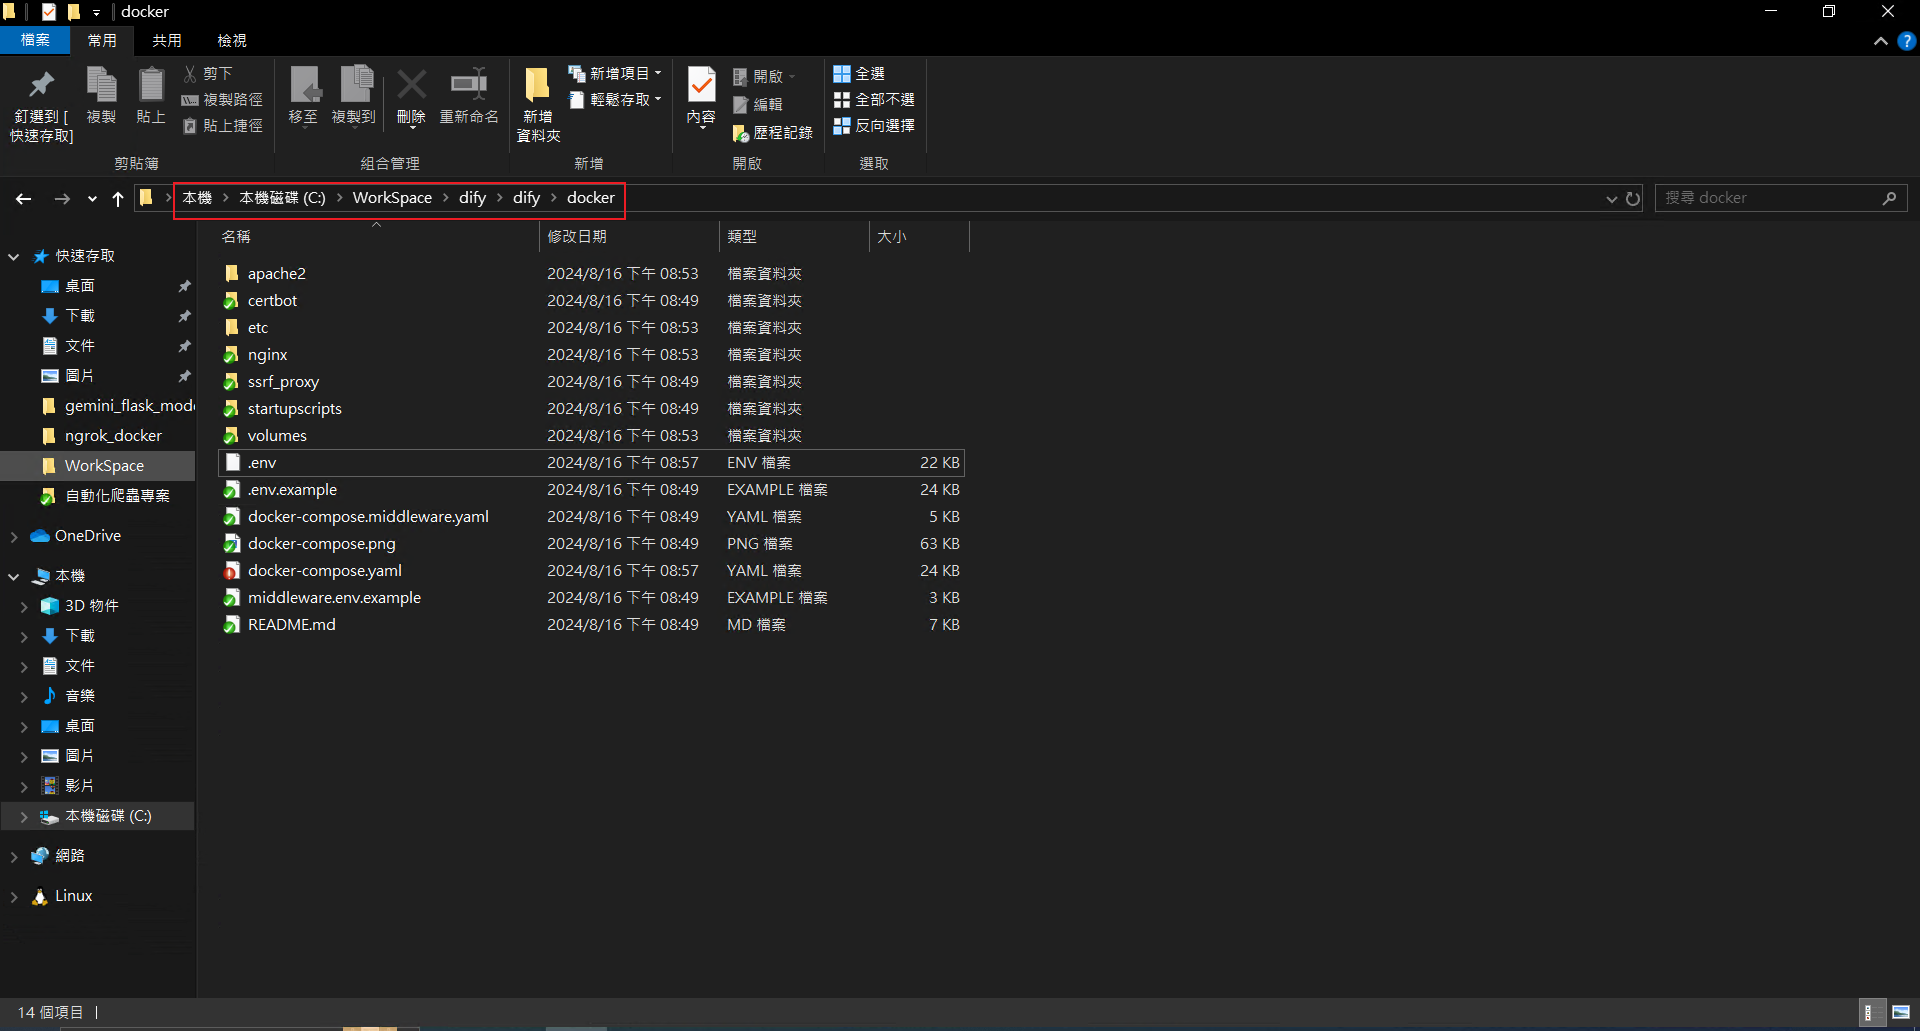 docker
檔案 常用 共用 檢視
釘選到 [
快速存取]
複製
貼上
剪下
複製路徑
貼上捷徑
剪貼簿
移至
複製到
刪除
重新命名
組合管理
新增
資料夾
新增項目
輕鬆存取
新增
內容
開啟
編輯
歷程記錄
開啟
全選
全部不選
反向選擇
選取
本機 > 本機磁碟 (C:) > WorkSpace > dify > dify > docker
搜尋 docker
快速存取
桌面
下載
文件
圖片
gemini_flask_mod
ngrok_docker
WorkSpace
自動化爬蟲專案
OneDrive
本機
3D 物件
下載
文件
音樂
桌面
圖片
影片
本機磁碟 (C:)
網路
Linux
名稱 修改日期 類型 大小
apache2 2024/8/16 下午 08:53 檔案資料夾
certbot 2024/8/16 下午 08:49 檔案資料夾
etc 2024/8/16 下午 08:53 檔案資料夾
nginx 2024/8/16 下午 08:53 檔案資料夾
ssrf_proxy 2024/8/16 下午 08:49 檔案資料夾
startupscripts 2024/8/16 下午 08:49 檔案資料夾
volumes 2024/8/16 下午 08:53 檔案資料夾
.env 2024/8/16 下午 08:57 ENV 檔案 22 KB
.env.example 2024/8/16 下午 08:49 EXAMPLE 檔案 24 KB
docker-compose.middleware.yaml 2024/8/16 下午 08:49 YAML 檔案 5 KB
docker-compose.png 2024/8/16 下午 08:49 PNG 檔案 63 KB
docker-compose.yaml 2024/8/16 下午 08:57 YAML 檔案 24 KB
middleware.env.example 2024/8/16 下午 08:49 EXAMPLE 檔案 3 KB
README.md 2024/8/16 下午 08:49 MD 檔案 7 KB
14 個項目